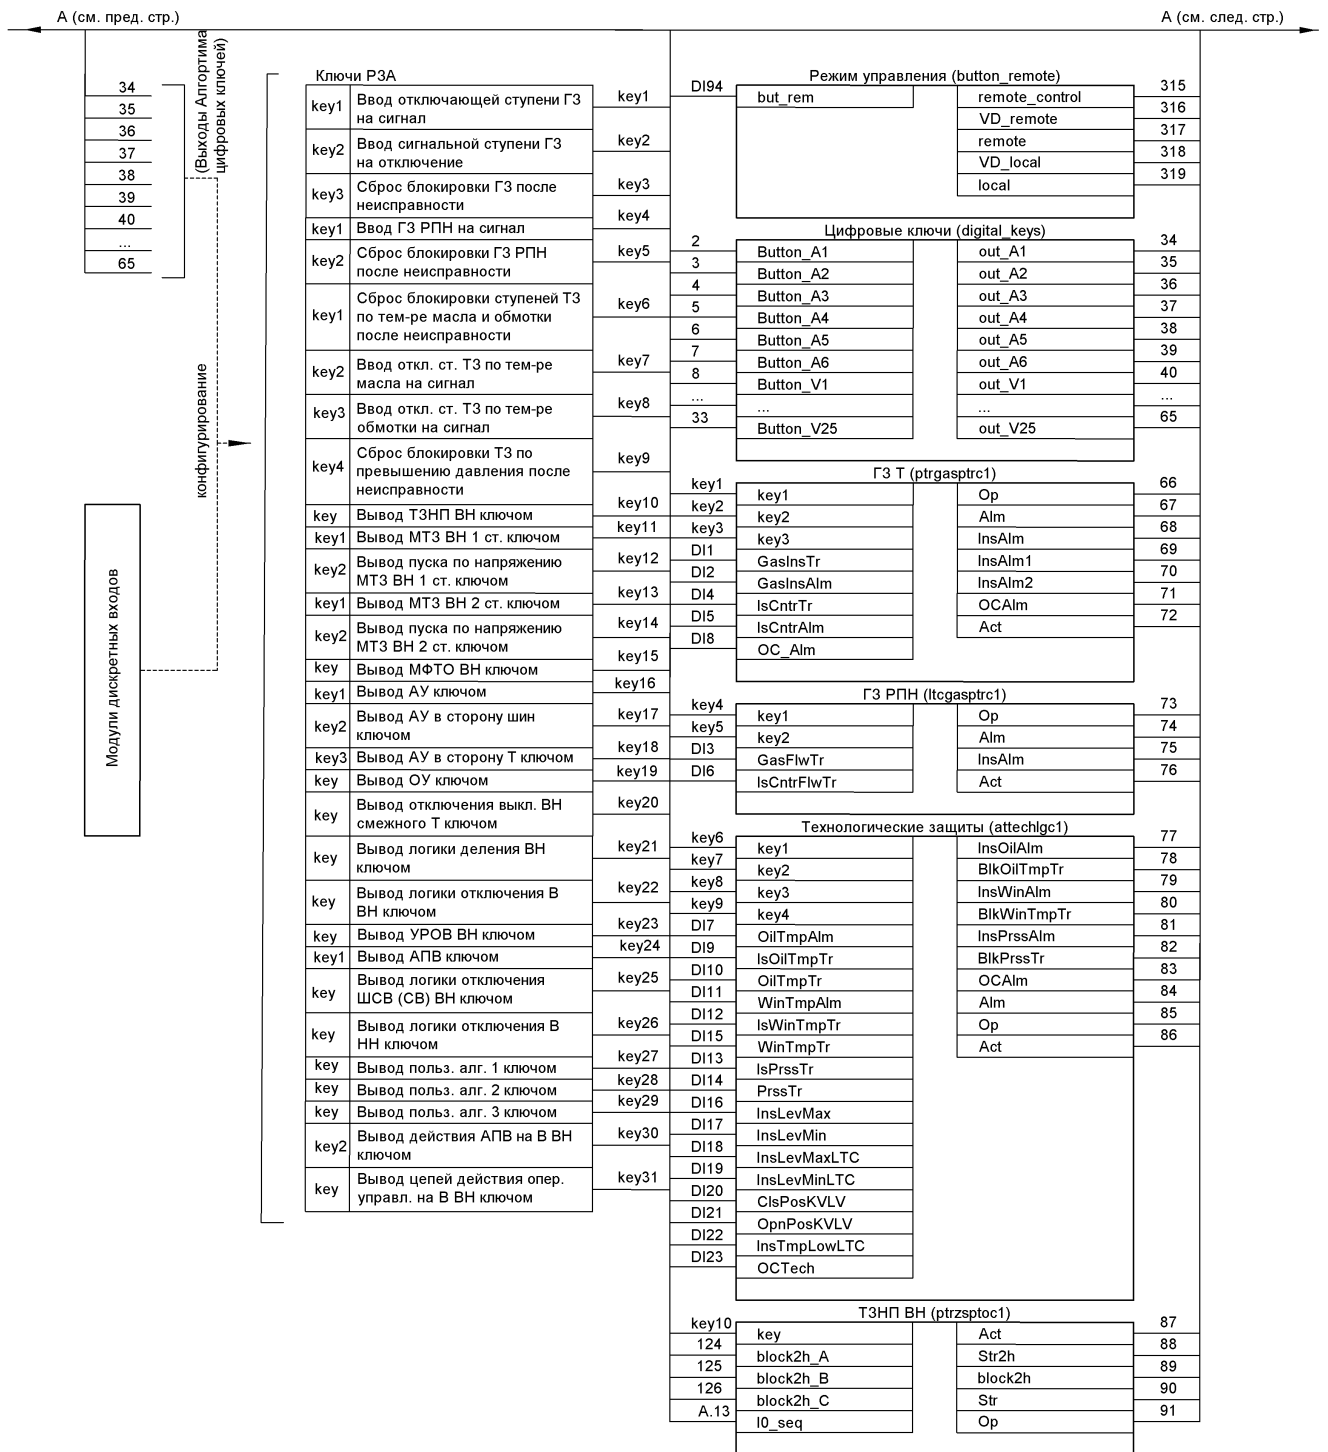 А (см. пред. стр.)
А (см. след. стр.)
34
35
36
37
38
39
40
...
65
(Выходы Алгортима
цифровых ключей)
конфигурирование
Модули дискретных входов
Ключи РЗА
key1 Ввод отключающей ступени ГЗ
на сигнал
key1
key2 Ввод сигнальной ступени ГЗ
на отключение
key2
key3 Сброс блокировки ГЗ после
неисправности
key3
key1 Ввод ГЗ РПН на сигнал
key4
key2 Сброс блокировки ГЗ РПН
после неисправности
key5
key1 Сброс блокировки ступеней ТЗ
по тем-ре масла и обмотки
после неисправности
key6
key2 Ввод откл. ст. ТЗ по тем-ре
масла на сигнал
key7
key3 Ввод откл. ст. ТЗ по тем-ре
обмотки на сигнал
key8
key4 Сброс блокировки ТЗ по
превышению давления после
неисправности
key9
key Вывод ТЗНП ВН ключом
key10
key1 Вывод МТЗ ВН 1 ст. ключом
key11
key2 Вывод пуска по напряжению
МТЗ ВН 1 ст. ключом
key12
key1 Вывод МТЗ ВН 2 ст. ключом
key13
key2 Вывод пуска по напряжению
МТЗ ВН 2 ст. ключом
key14
key Вывод МФТО ВН ключом
key15
key1 Вывод АУ ключом
key16
key2 Вывод АУ в сторону шин
ключом
key17
key3 Вывод АУ в сторону Т ключом
key18
key Вывод ОУ ключом
key19
key Вывод отключения выкл. ВН
смежного Т ключом
key20
key Вывод логики деления ВН
ключом
key21
key Вывод логики отключения В
ВН ключом
key22
key Вывод УРОВ ВН ключом
key23
key1 Вывод АПВ ключом
key24
key Вывод логики отключения
ШСВ (СВ) ВН ключом
key25
key Вывод логики отключения В
НН ключом
key26
key Вывод польз. алг. 1 ключом
key27
key Вывод польз. алг. 2 ключом
key28
key Вывод польз. алг. 3 ключом
key29
key2 Вывод действия АПВ на В ВН
ключом
key30
key Вывод цепей действия опер.
управл. на В ВН ключом
key31
Режим управления (button_remote)
DI94 but_rem remote_control 315
VD_remote 316
remote 317
VD_local 318
local 319
Цифровые ключи (digital_keys)
2 Button_A1 out_A1 34
3 Button_A2 out_A2 35
4 Button_A3 out_A3 36
5 Button_A4 out_A4 37
6 Button_A5 out_A5 38
7 Button_A6 out_A6 39
8 Button_V1 out_V1 40
... ... ... ...
33 Button_V25 out_V25 65
ГЗ Т (ptrgasptrc1)
key1 key1 Op 66
key2 key2 Alm 67
key3 key3 InsAlm 68
DI1 GasInsTr InsAlm1 69
DI2 GasInsAlm InsAlm2 70
DI4 IsCntrTr OCAlm 71
DI5 IsCntrAlm Act 72
DI8 OC_Alm
ГЗ РПН (ltcgasptrc1)
key4 key1 Op 73
key5 key2 Alm 74
DI3 GasFlwTr InsAlm 75
DI6 IsCntrFlwTr Act 76
Технологические защиты (attechlgc1)
key6 key1 InsOilAlm 77
key7 key2 BlkOilTmpTr 78
key8 key3 InsWinAlm 79
key9 key4 BlkWinTmpTr 80
DI7 OilTmpAlm InsPrssAlm 81
DI9 IsOilTmpTr BlkPrssTr 82
DI10 OilTmpTr OCAlm 83
DI11 WinTmpAlm Alm 84
DI12 IsWinTmpTr Op 85
DI15 WinTmpTr Act 86
DI13 IsPrssTr
DI14 PrssTr
DI16 InsLevMax
DI17 InsLevMin
DI18 InsLevMaxLTC
DI19 InsLevMinLTC
DI20 ClsPosKVLV
DI21 OpnPosKVLV
DI22 InsTmpLowLTC
DI23 OCTech
ТЗНП ВН (ptrzsptoc1)
key10 key Act 87
124 block2h_A Str2h 88
125 block2h_B block2h 89
126 block2h_C Str 90
А.13 I0_seq Op 91